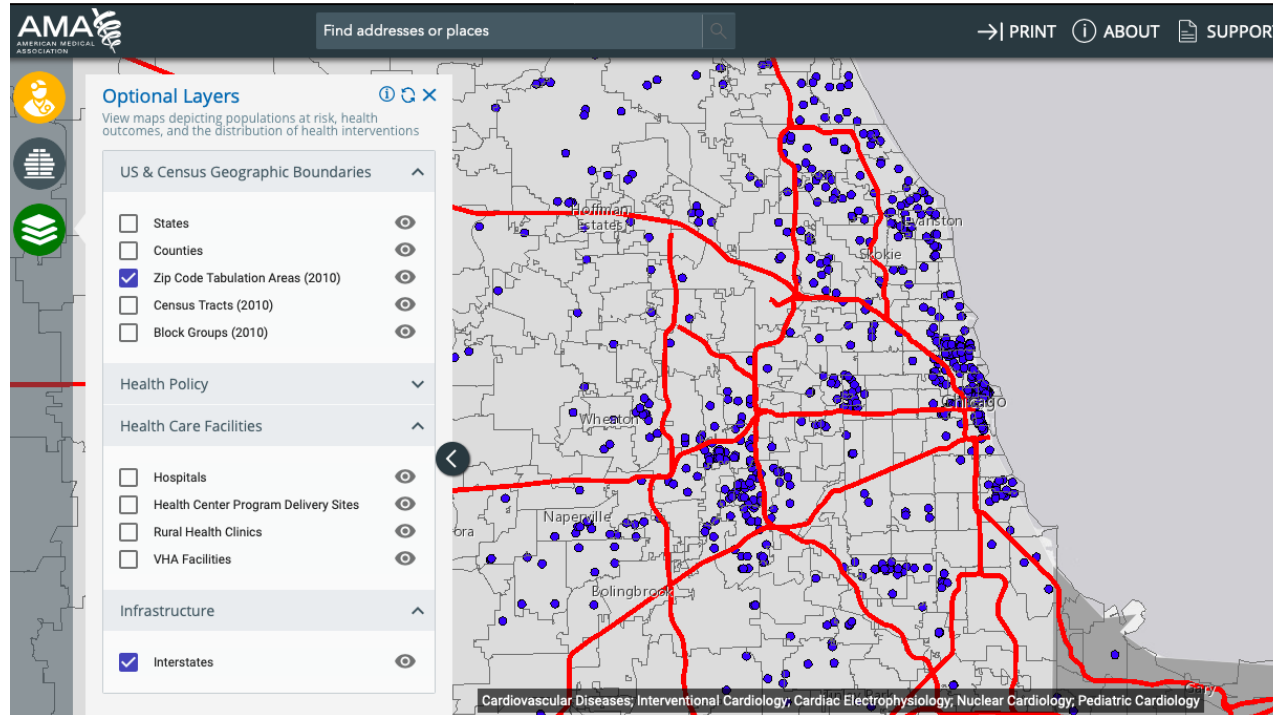 AMA
AMERICAN MEDICAL
ASSOCIATION
Find addresses or places
PRINT
ABOUT
SUPPORT
Optional Layers
View maps depicting populations at risk, health
outcomes, and the distribution of health interventions
US & Census Geographic Boundaries
States
Counties
Zip Code Tabulation Areas (2010)
Census Tracts (2010)
Block Groups (2010)
Health Policy
Health Care Facilities
Hospitals
Health Center Program Delivery Sites
Rural Health Clinics
VHA Facilities
Infrastructure
Interstates
Hoffman
Estates
Evanston
Skokie
Chicago
Wheaton
Naperville
ora
Bolingbrook
Gary
Cardiovascular Diseases; Interventional Cardiology; Cardiac Electrophysiology; Nuclear Cardiology; Pediatric Cardiology